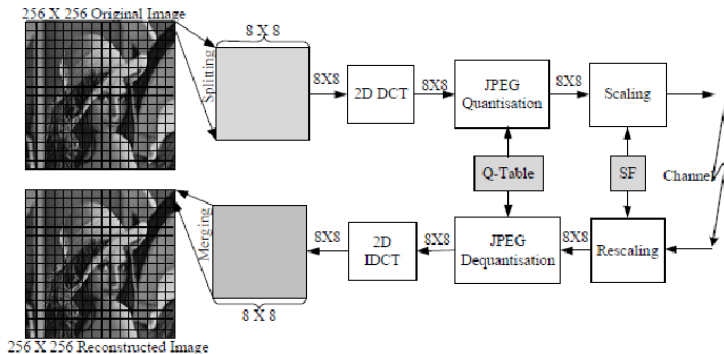 256 X 256 Original Image
8 X 8
Splitting
8X8
2D DCT
8X8
JPEG
Quantisation
8X8
Scaling
Q-Table
SF
Channel
Merging
8X8
2D
IDCT
8X8
JPEG
Dequantisation
8X8
Rescaling
8 X 8
256 X 256 Reconstructed Image